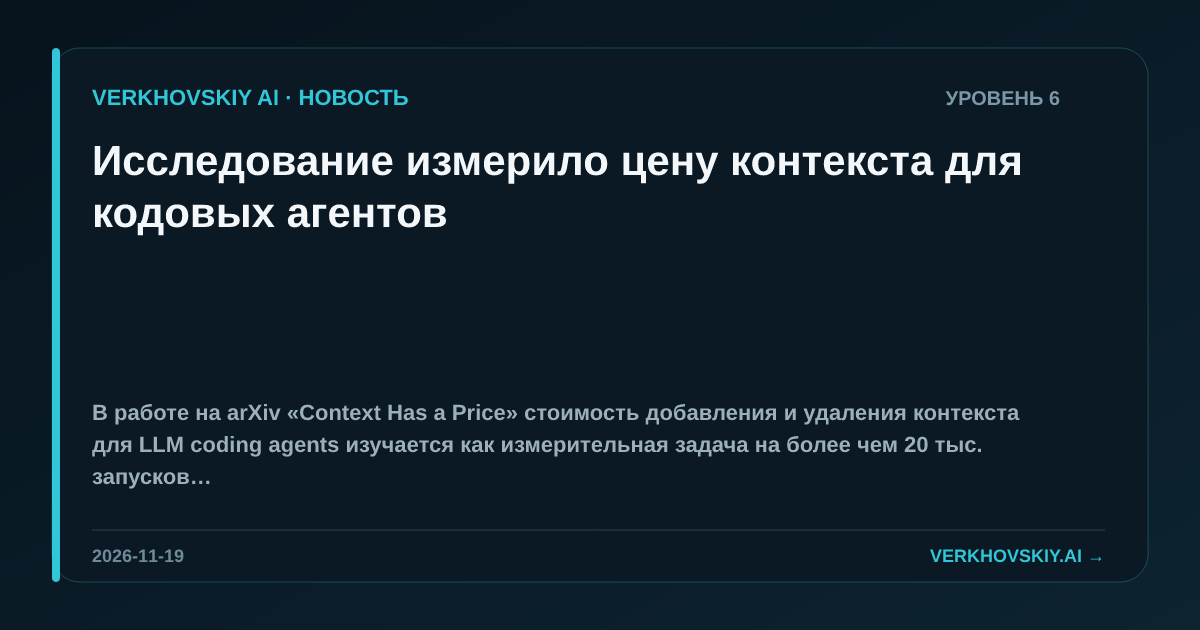 VERKHOVSKIY AI · НОВОСТЬ
УРОВЕНЬ 6
Исследование измерило цену контекста для
кодовых агентов
В работе на arXiv «Context Has a Price» стоимость добавления и удаления контекста
для LLM coding agents изучается как измерительная задача на более чем 20 тыс.
запусков…
2026-11-19
VERKHOVSKIY.AI →